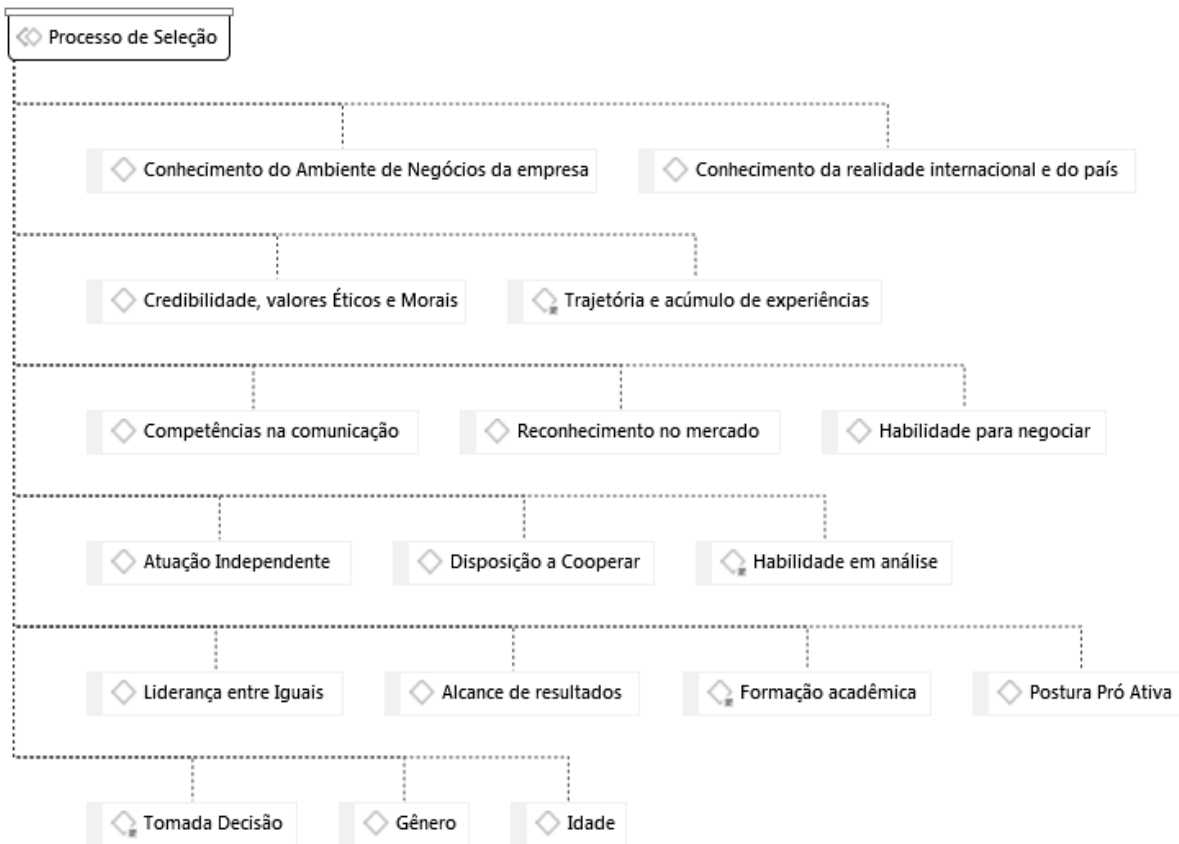 Processo de Seleção
Conhecimento do Ambiente de Negócios da empresa
Conhecimento da realidade internacional e do país
Credibilidade, valores Éticos e Morais
Trajetória e acúmulo de experiências
Competências na comunicação
Reconhecimento no mercado
Habilidade para negociar
Atuação Independente
Disposição a Cooperar
Habilidade em análise
Liderança entre Iguais
Alcance de resultados
Formação acadêmica
Postura Pró Ativa
Tomada Decisão
Gênero
Idade